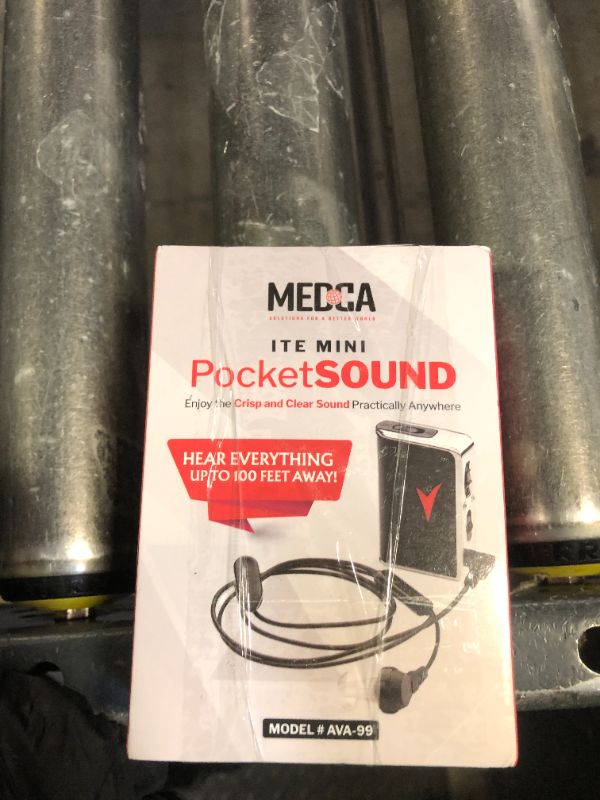 MEDCA
SOLUTIONS FOR A BETTER WORLD
ITE MINI
PocketSOUND
Enjoy the Crisp and Clear Sound Practically Anywhere
HEAR EVERYTHING
UP TO 100 FEET AWAY!
MODEL # AVA-99